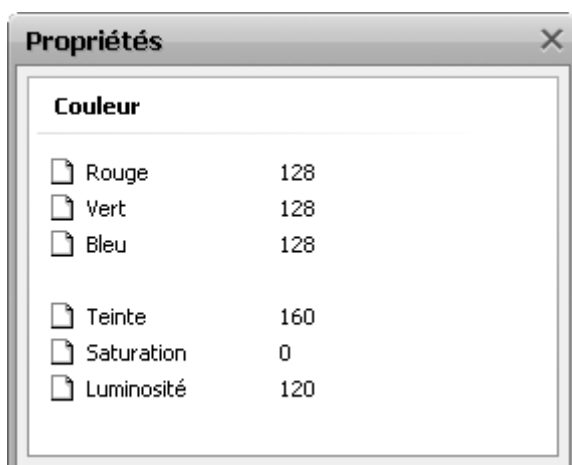 Propriétés
Couleur
Rouge 128
Vert 128
Bleu 128
Teinte 160
Saturation 0
Luminosité 120